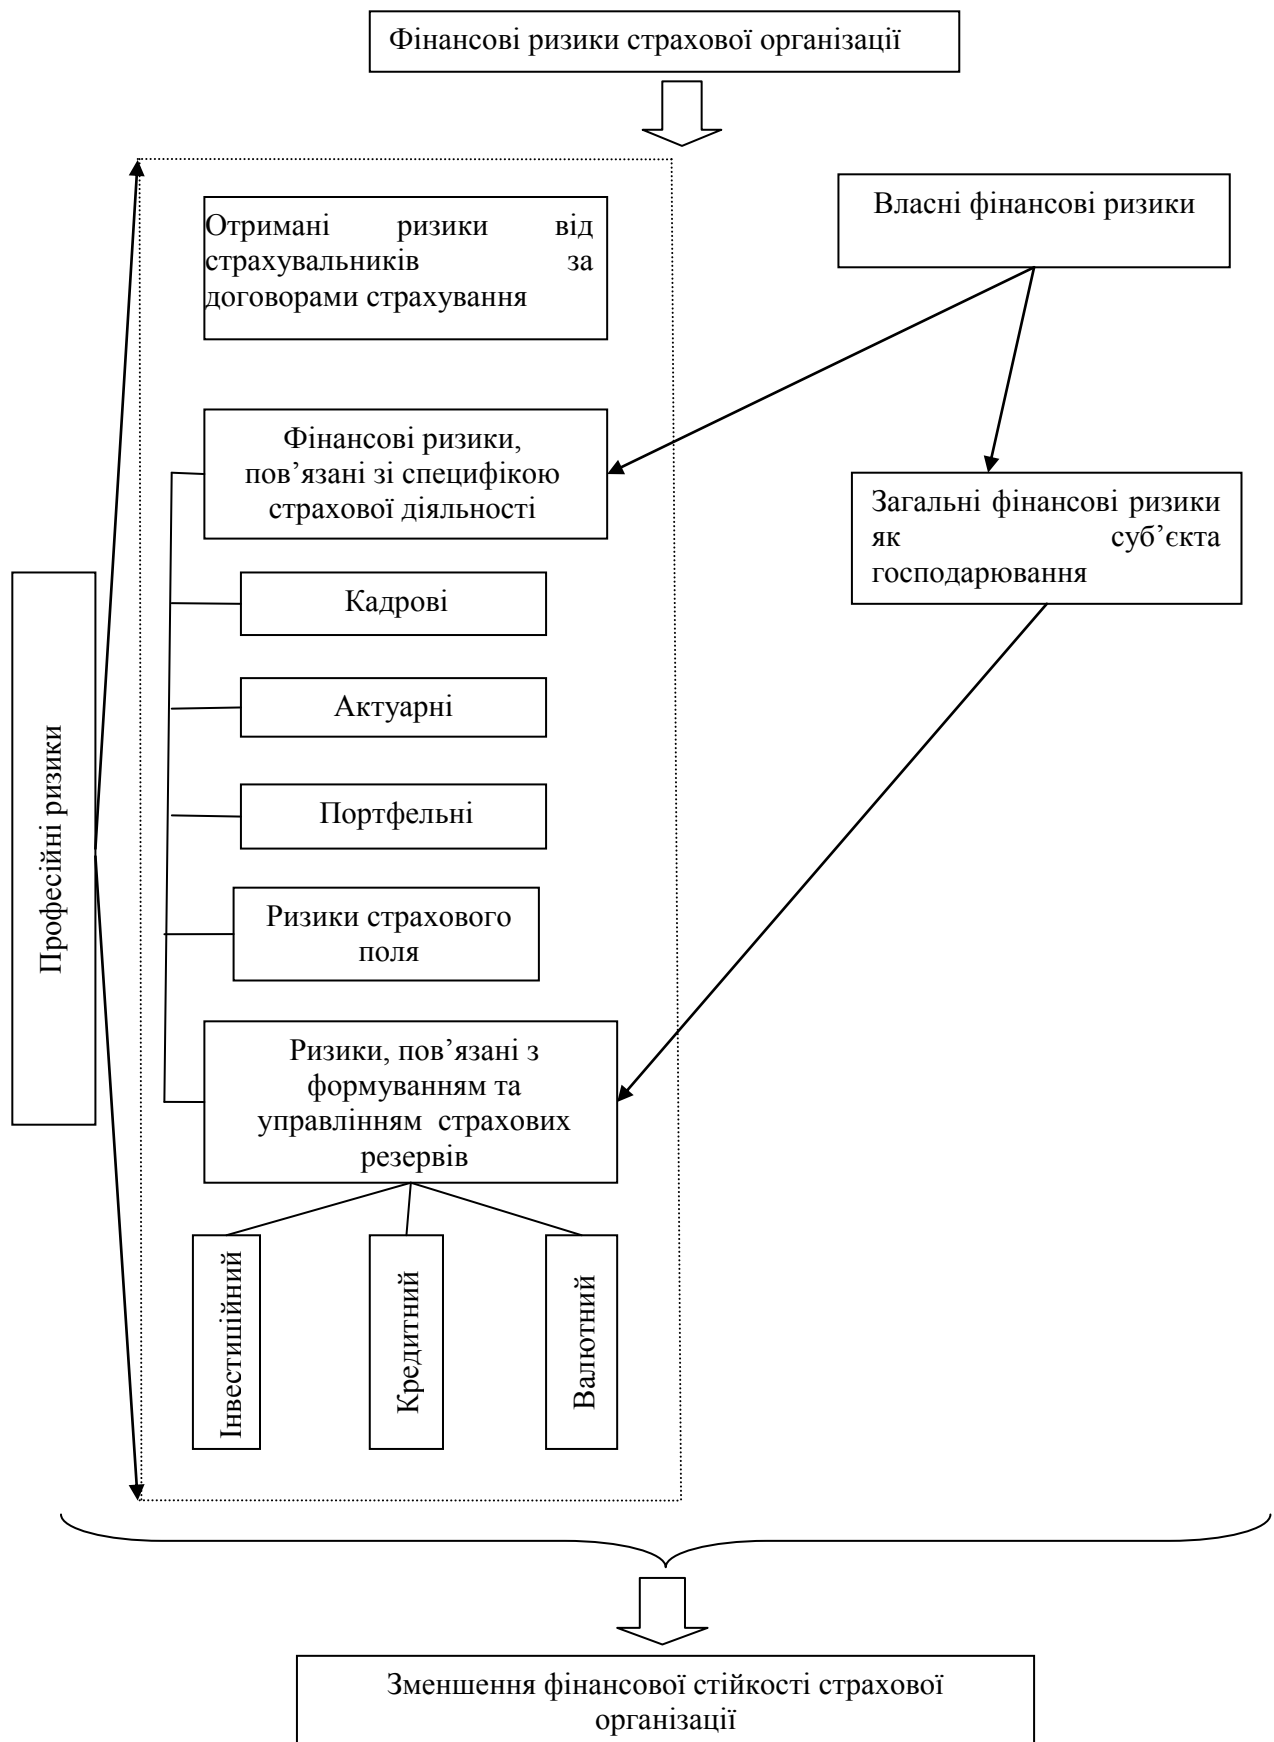 Фінансові ризики страхової організації
Власні фінансові ризики
Отримані ризики від
страхувальників за
договорами страхування
Фінансові ризики,
пов’язані зі специфікою
страхової діяльності
Загальні фінансові ризики
як суб’єкта
господарювання
Професійні ризики
Кадрові
Актуарні
Портфельні
Ризики страхового
поля
Ризики, пов’язані з
формуванням та
управлінням страхових
резервів
Інвестиційний
Кредитний
Валютний
Зменшення фінансової стійкості страхової
організації